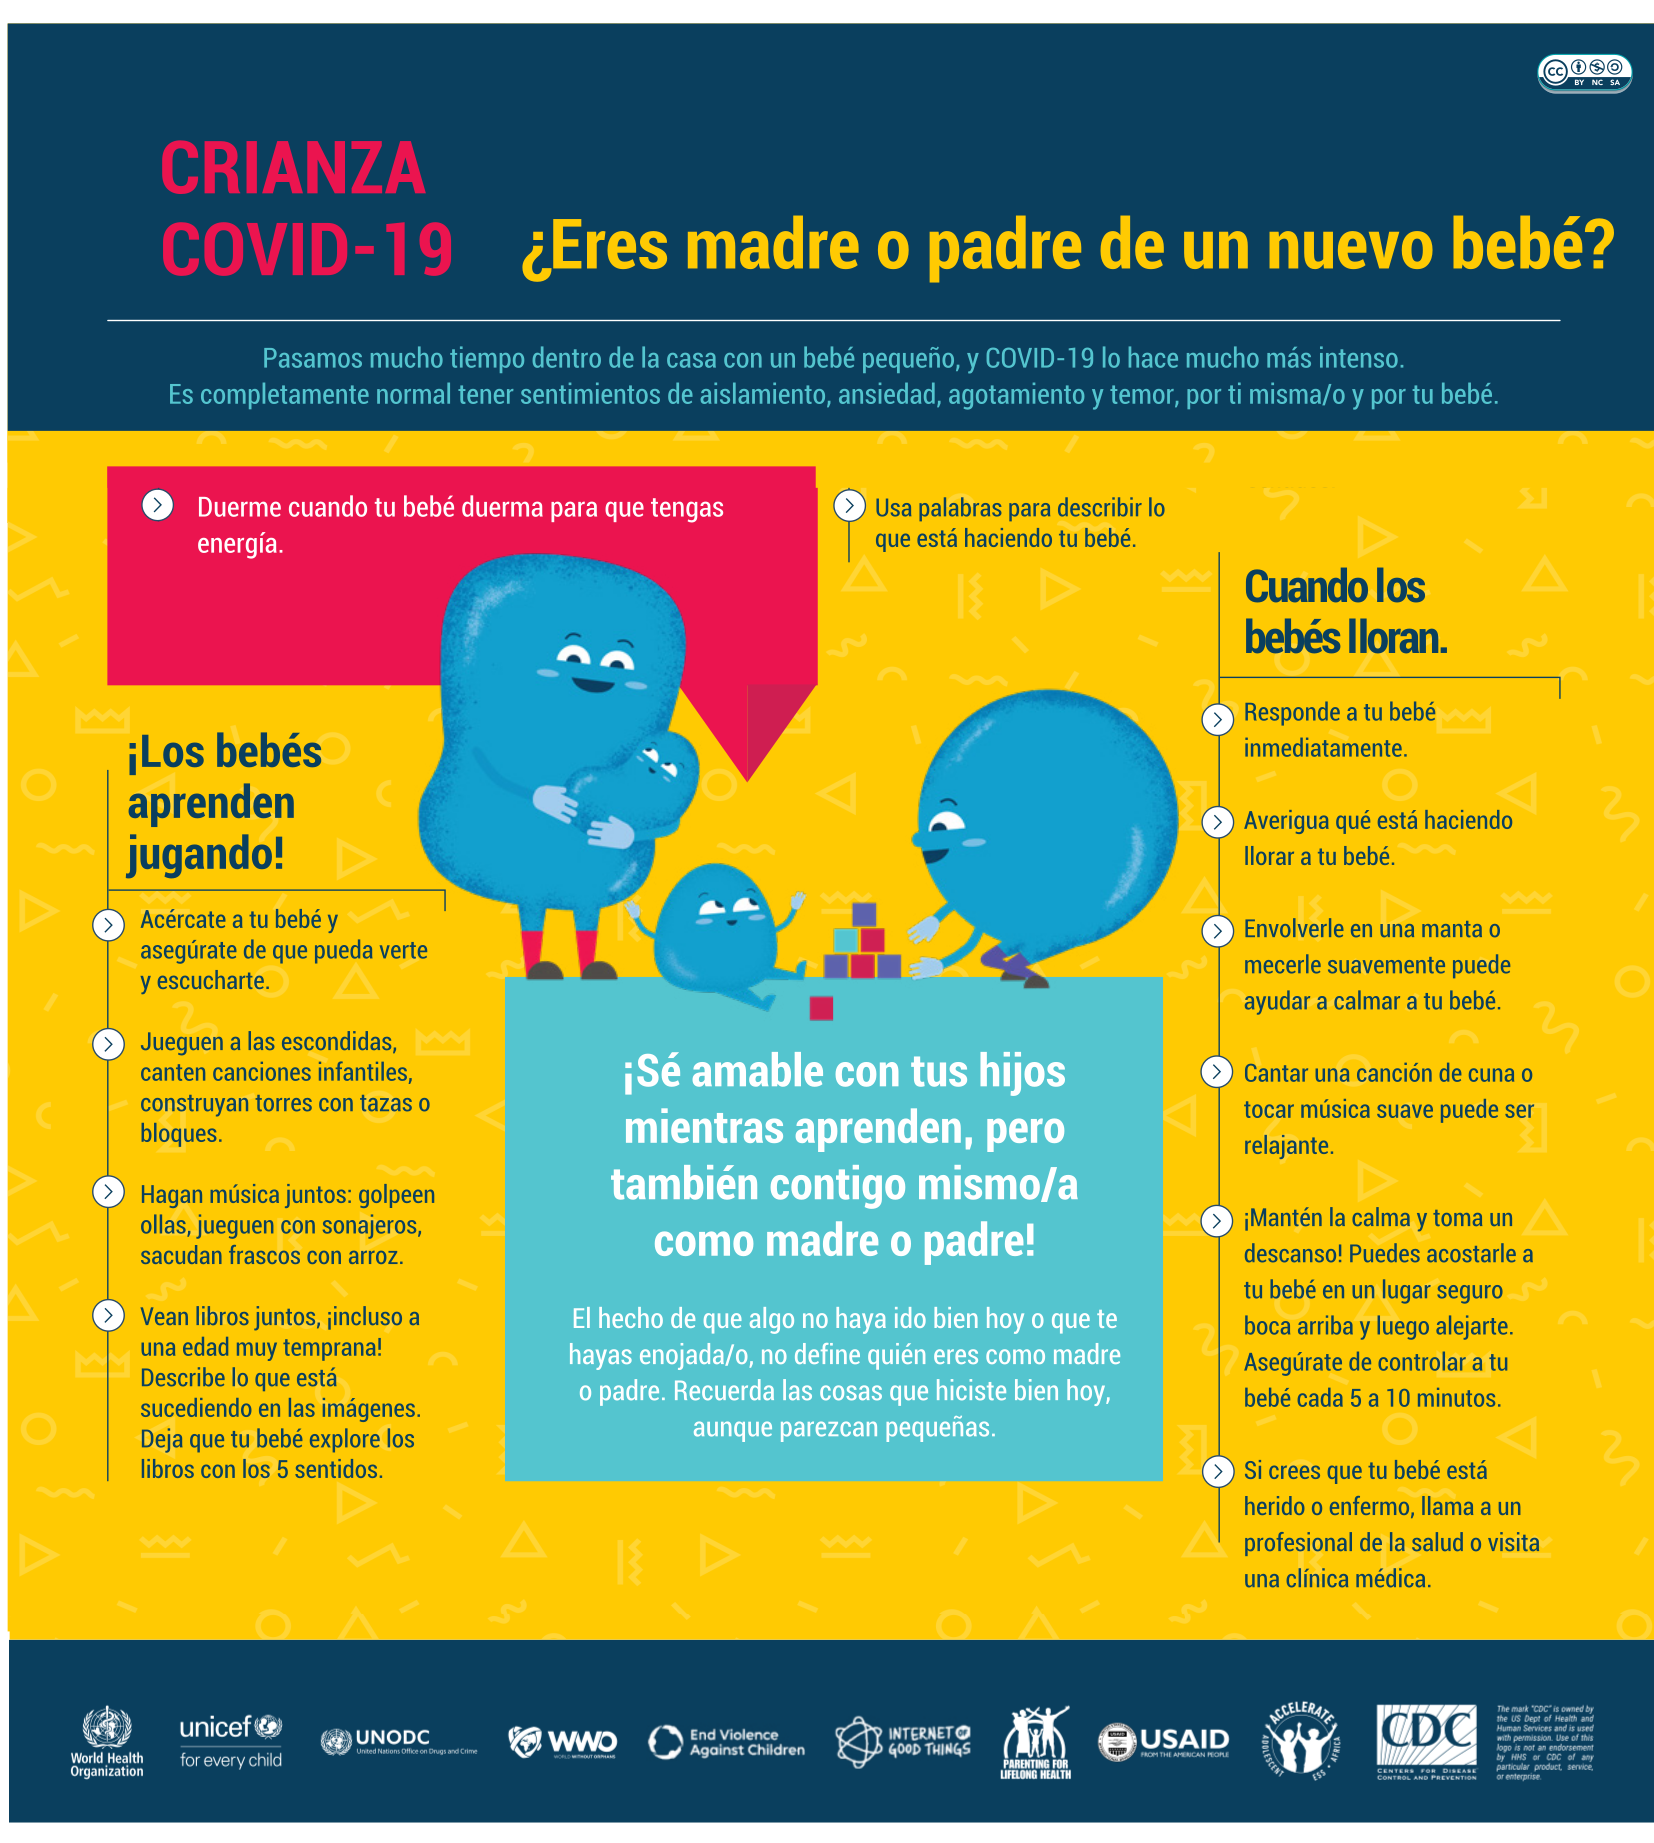 CC BY NC SA
CRIANZA
COVID-19
¿Eres madre o padre de un nuevo bebé?
Pasamos mucho tiempo dentro de la casa con un bebé pequeño, y COVID-19 lo hace mucho más intenso.
Es completamente normal tener sentimientos de aislamiento, ansiedad, agotamiento y temor, por ti misma/o y por tu bebé.
Duerme cuando tu bebé duerma para que tengas
energía.
¡Los bebés
aprenden
jugando!
Acércate a tu bebé y
asegúrate de que pueda verte
y escucharte.
Jueguen a las escondidas,
canten canciones infantiles,
construyan torres con tazas o
bloques.
Hagan música juntos: golpeen
ollas, jueguen con sonajeros,
sacudan frascos con arroz.
Vean libros juntos, ¡incluso a
una edad muy temprana!
Describe lo que está
sucediendo en las imágenes.
Deja que tu bebé explore los
libros con los 5 sentidos.
Usa palabras para describir lo
que está haciendo tu bebé.
¡Sé amable con tus hijos
mientras aprenden, pero
también contigo mismo/a
como madre o padre!
El hecho de que algo no haya ido bien hoy o que te
hayas enojada/o, no define quién eres como madre
o padre. Recuerda las cosas que hiciste bien hoy,
aunque parezcan pequeñas.
Cuando los
bebés lloran.
Responde a tu bebé
inmediatamente.
Averigua qué está haciendo
llorar a tu bebé.
Envolverle en una manta o
mecerle suavemente puede
ayudar a calmar a tu bebé.
Cantar una canción de cuna o
tocar música suave puede ser
relajante.
¡Mantén la calma y toma un
descanso! Puedes acostarle a
tu bebé en un lugar seguro
boca arriba y luego alejarte.
Asegúrate de controlar a tu
bebé cada 5 a 10 minutos.
Si crees que tu bebé está
herido o enfermo, llama a un
profesional de la salud o visita
una clínica médica.
World Health
Organization
unicef
for every child
UNODC
United Nations Office on Drugs and Crime
WWO
WORLD WITHOUT ORPHANS
End Violence
Against Children
INTERNET OF
GOOD THINGS
PARENTING FOR
LIFELONG HEALTH
USAID
USAID
FROM THE AMERICAN PEOPLE
ACCELERATE
ADOLESCENT
ESS • AFRICA
CDC
CENTERS FOR DISEASE
CONTROL AND PREVENTION
The mark "CDC" is owned by
the US Dept of Health and
Human Services and is used
with permission. Use of this
logo is not an endorsement
by HHS or CDC of any
particular product, service,
or enterprise.